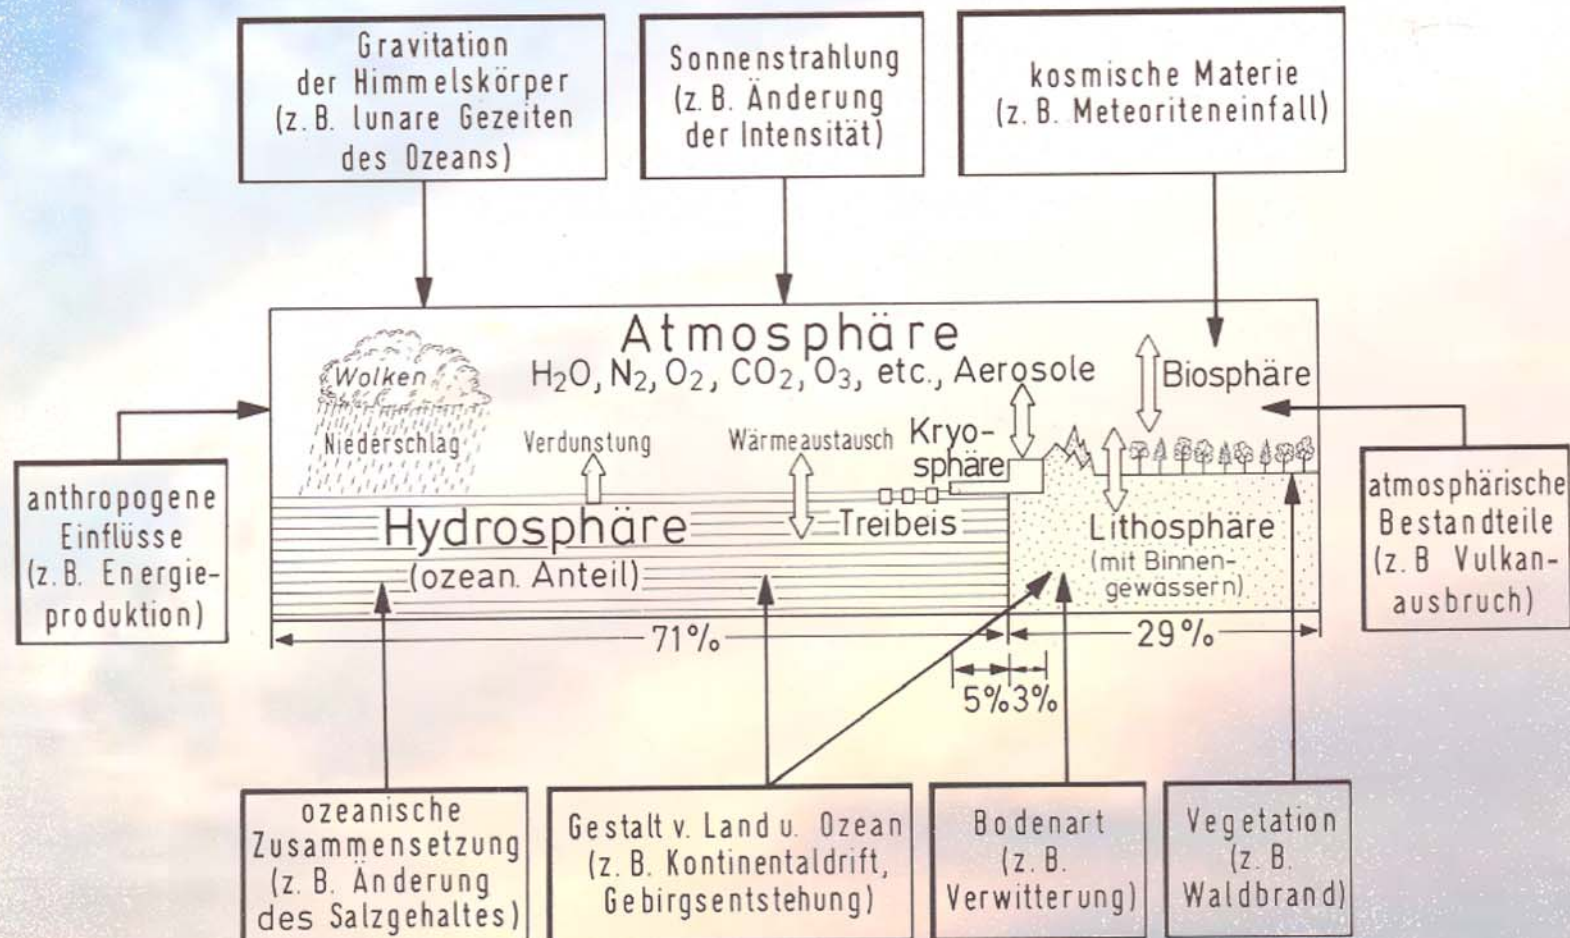 Gravitation
der Himmelskörper
(z. B. lunare Gezeiten
des Ozeans)
Sonnenstrahlung
(z. B. Änderung
der Intensität)
kosmische Materie
(z. B. Meteoriteneinfall)
Atmosphäre
H₂O, N₂, O₂, CO₂, O₃, etc., Aerosole
Wolken
Niederschlag
Verdunstung
Wärmeaustausch
Kryo-
sphäre
Biosphäre
anthropogene
Einflüsse
(z. B. Energie-
produktion)
Hydrosphäre
(ozean. Anteil)
Treibeis
Lithosphäre
(mit Binnen-
gewässern)
atmosphärische
Bestandteile
(z. B Vulkan-
ausbruch)
71%
29%
5% 3%
ozeanische
Zusammensetzung
(z. B. Änderung
des Salzgehaltes)
Gestalt v. Land u. Ozean
(z. B. Kontinentaldrift,
Gebirgsentstehung)
Bodenart
(z. B.
Verwitterung)
Vegetation
(z. B.
Waldbrand)